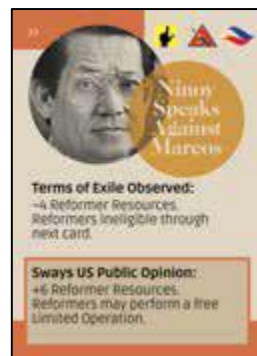 Ninoy
Speaks
Against
Marcos
Terms of Exile Observed:
−4 Reformer Resources.
Reformers ineligible through
next card.
Sways US Public Opinion:
+6 Reformer Resources.
Reformers may perform a free
Limited Operation.